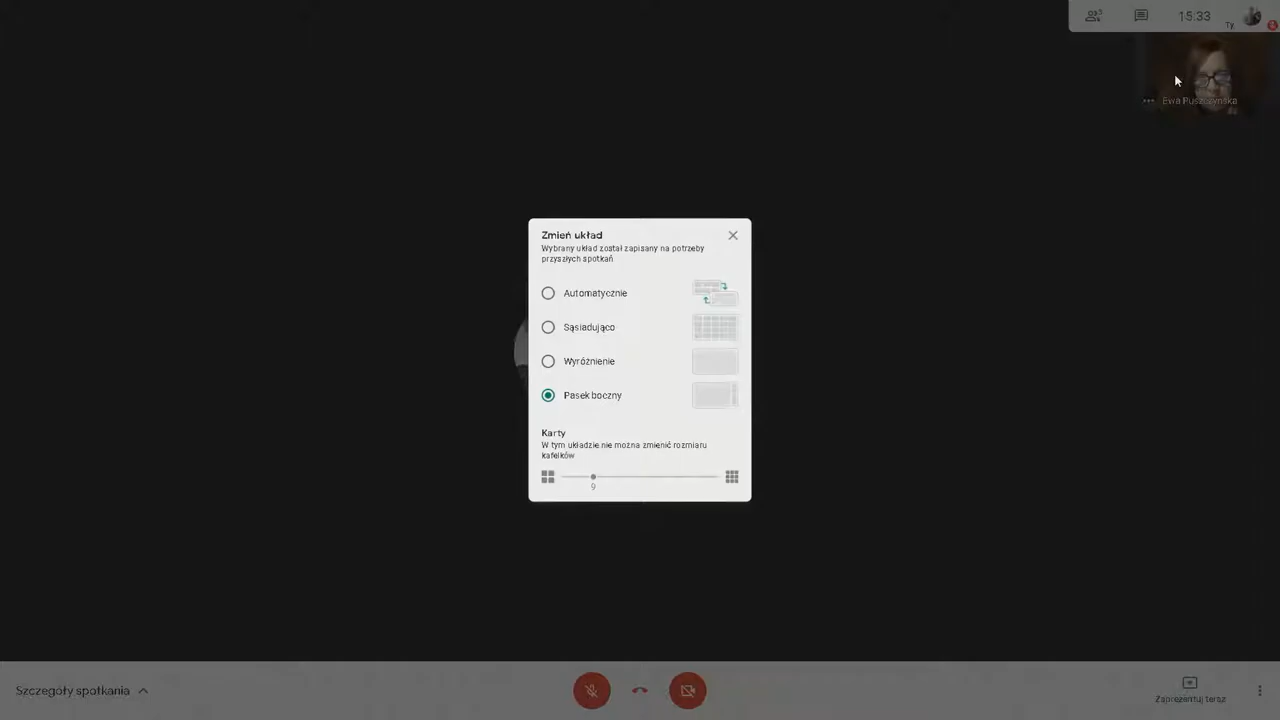 3
15:33
Ty
Ewa Puszczyńska
Zmień układ
Wybrany układ został zapisany na potrzeby
przyszłych spotkań
Automatycznie
Sąsiadująco
Wyróżnienie
Pasek boczny
Karty
W tym układzie nie można zmienić rozmiaru
kafelków
9
Szczegóły spotkania
Zaprezentuj teraz